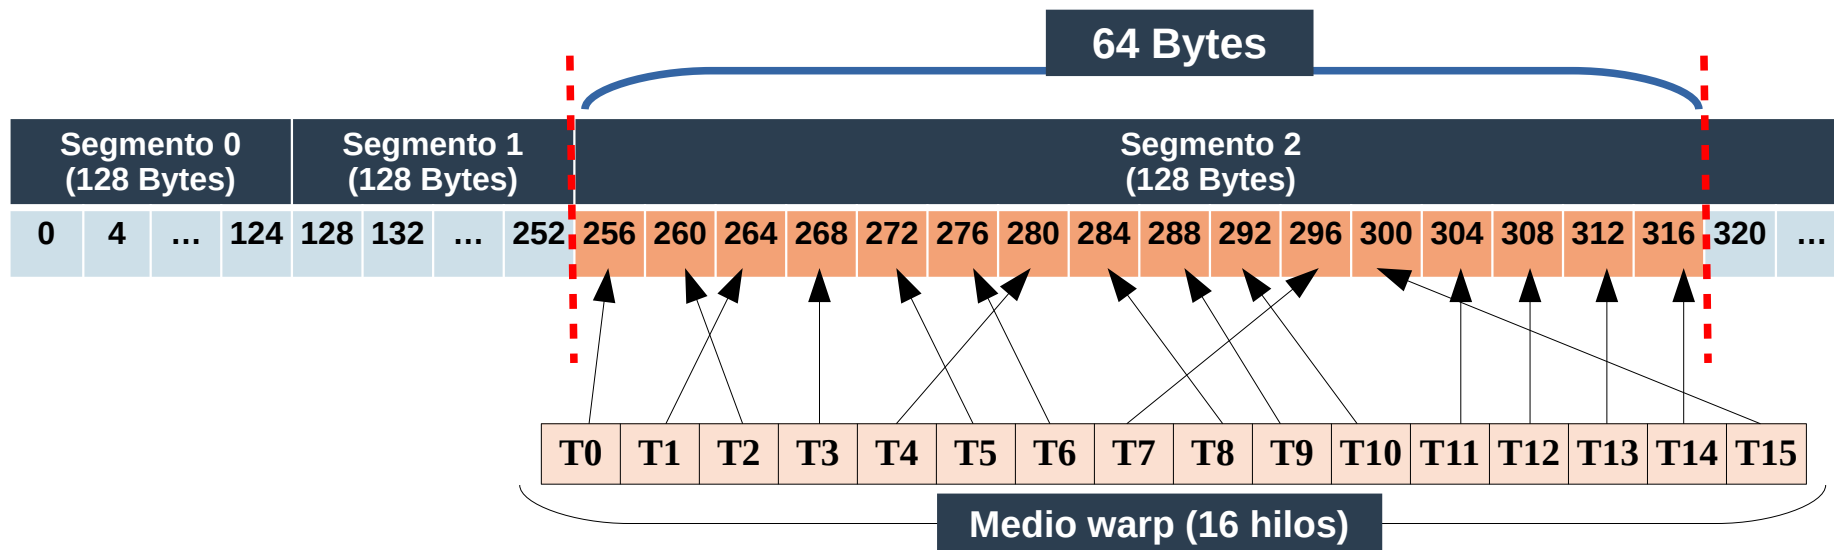 64 Bytes
Segmento 0 Segmento 1 Segmento 2
(128 Bytes) (128 Bytes) (128 Bytes)
0 4 ... 124 128 132 ... 252 256 260 264 268 272 276 280 284 288 292 296 300 304 308 312 316 320 ...
T0 T1 T2 T3 T4 T5 T6 T7 T8 T9 T10 T11 T12 T13 T14 T15
Medio warp (16 hilos)